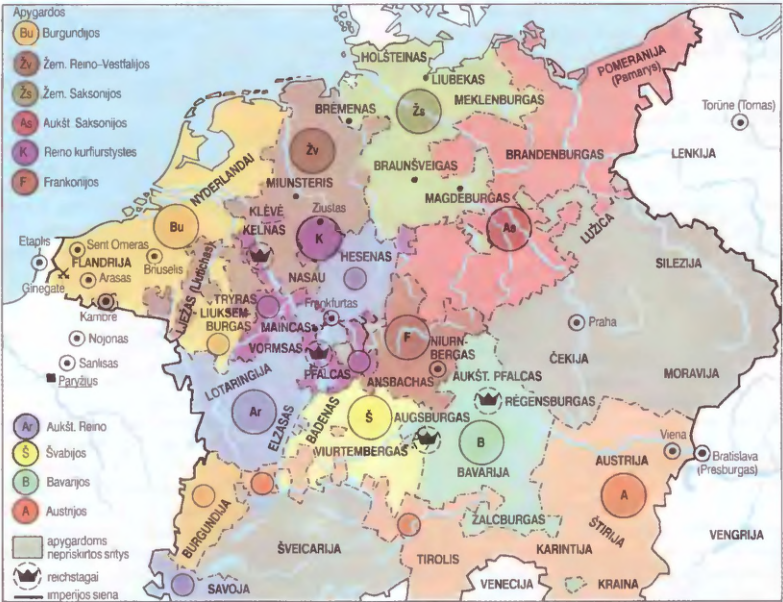 Apygardos
Bu Burgundijos
Žv Žem. Reino–Vestfalijos
Žs Žem. Saksonijos
As Aukšt. Saksonijos
K Reino kurfiurstystės
F Frankonijos
HOLŠTEINAS
LIUBEKAS
POMERANIJA
(Pamarys)
BREMENAS
Žs
MEKLENBURGAS
Torūnė (Tornas)
LENKIJA
Žv
BRANDENBURGAS
NYDERLANDAI
BRAUNŠVEIGAS
MIUNSTERIS
MAGDEBURGAS
Bu
KLĖVĖ
Ziustas
KELNAS
K
As
LUŽICA
Etaplis
Sent Omeras
FLANDRIJA
Briuselis
HESENAS
SILEZIJA
Ginegatė
Arasas
NASAU
Kambrė
LJEŽAS (Liutichas)
TRYRAS
Frankfurtas
LIUKSEM-
BURGAS
MAINCAS
F
Praha
Nojonas
VORMSAS
NIURN-
BERGAS
ČEKIJA
Sanlisas
PFALCAS
ANSBACHAS
AUKŠT. PFALCAS
MORAVIJA
Paryžius
LOTARINGIJA
RĖGENSBURGAS
Ar
ELZASAS
BADENAS
Š
AUGSBURGAS
B
Viena
Bratislava
(Presburgas)
VIURTEMBERGAS
BAVARIJA
AUSTRIJA
A
BURGUNDIJA
ZALCBURGAS
ŠTIRIJA
VENGRIJA
ŠVEICARIJA
TIROLIS
KARINTIJA
SAVOJA
VENECIJA
KRAINA
Ar Aukšt. Reino
Š Švabijos
B Bavarijos
A Austrijos
apygardoms
nepriskirtos sritys
reichstagai
imperijos siena